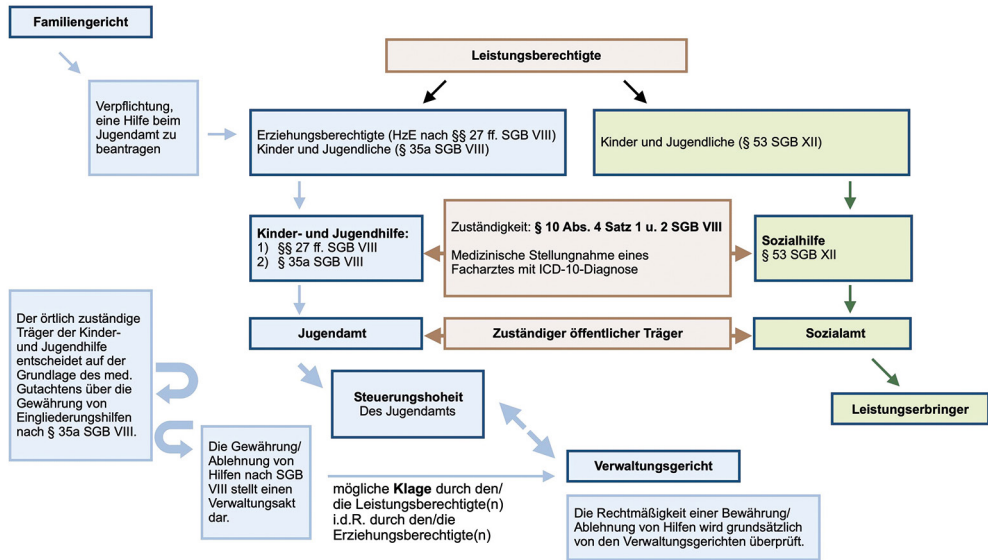 Familiengericht
Leistungsberechtigte
Verpflichtung,
eine Hilfe beim
Jugendamt zu
beantragen
Erziehungsberechtigte (HzE nach §§ 27 ff. SGB VIII)
Kinder und Jugendliche (§ 35a SGB VIII)
Kinder und Jugendliche (§ 53 SGB XII)
Kinder- und Jugendhilfe:
1) §§ 27 ff. SGB VIII
2) § 35a SGB VIII
Zuständigkeit: § 10 Abs. 4 Satz 1 u. 2 SGB VIII
Medizinische Stellungnahme eines
Facharztes mit ICD-10-Diagnose
Sozialhilfe
§ 53 SGB XII
Der örtlich zuständige
Träger der Kinder-
und Jugendhilfe
entscheidet auf der
Grundlage des med.
Gutachtens über die
Gewährung von
Eingliederungshilfen
nach § 35a SGB VIII.
Jugendamt
Zuständiger öffentlicher Träger
Sozialamt
Steuerungshoheit
Des Jugendamts
Leistungserbringer
Die Gewährung/
Ablehnung von
Hilfen nach SGB
VIII stellt einen
Verwaltungsakt
dar.
mögliche Klage durch den/
die Leistungsberechtigte(n)
i.d.R. durch den/die
Erziehungsberechtigte(n)
Verwaltungsgericht
Die Rechtmäßigkeit einer Bewährung/
Ablehnung von Hilfen wird grundsätzlich
von den Verwaltungsgerichten überprüft.